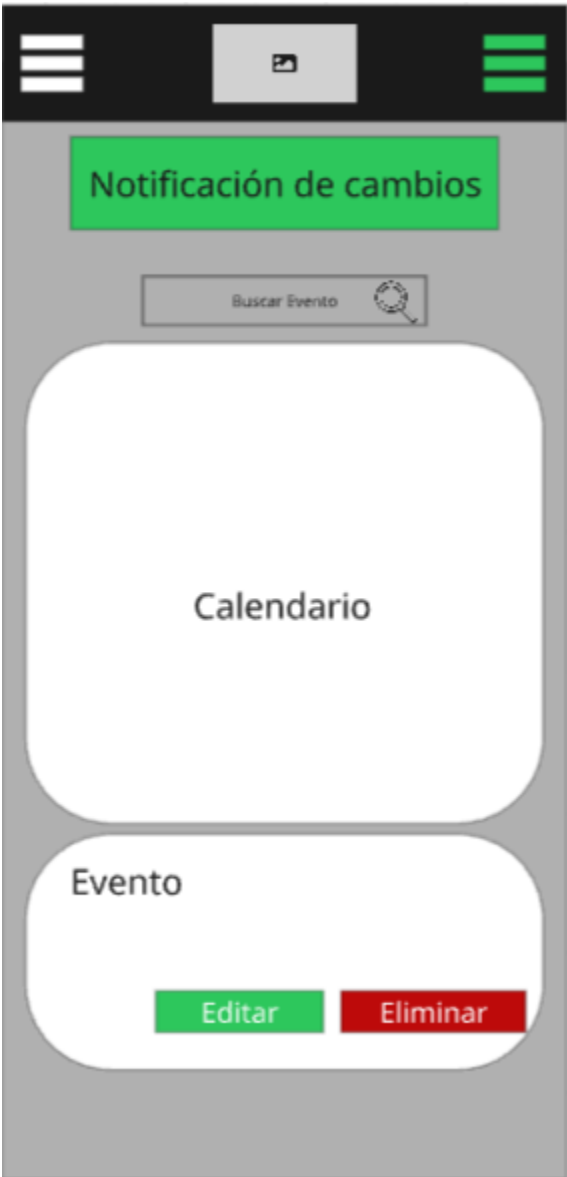 Notificación de cambios
Buscar Evento
Calendario
Evento
Editar
Eliminar